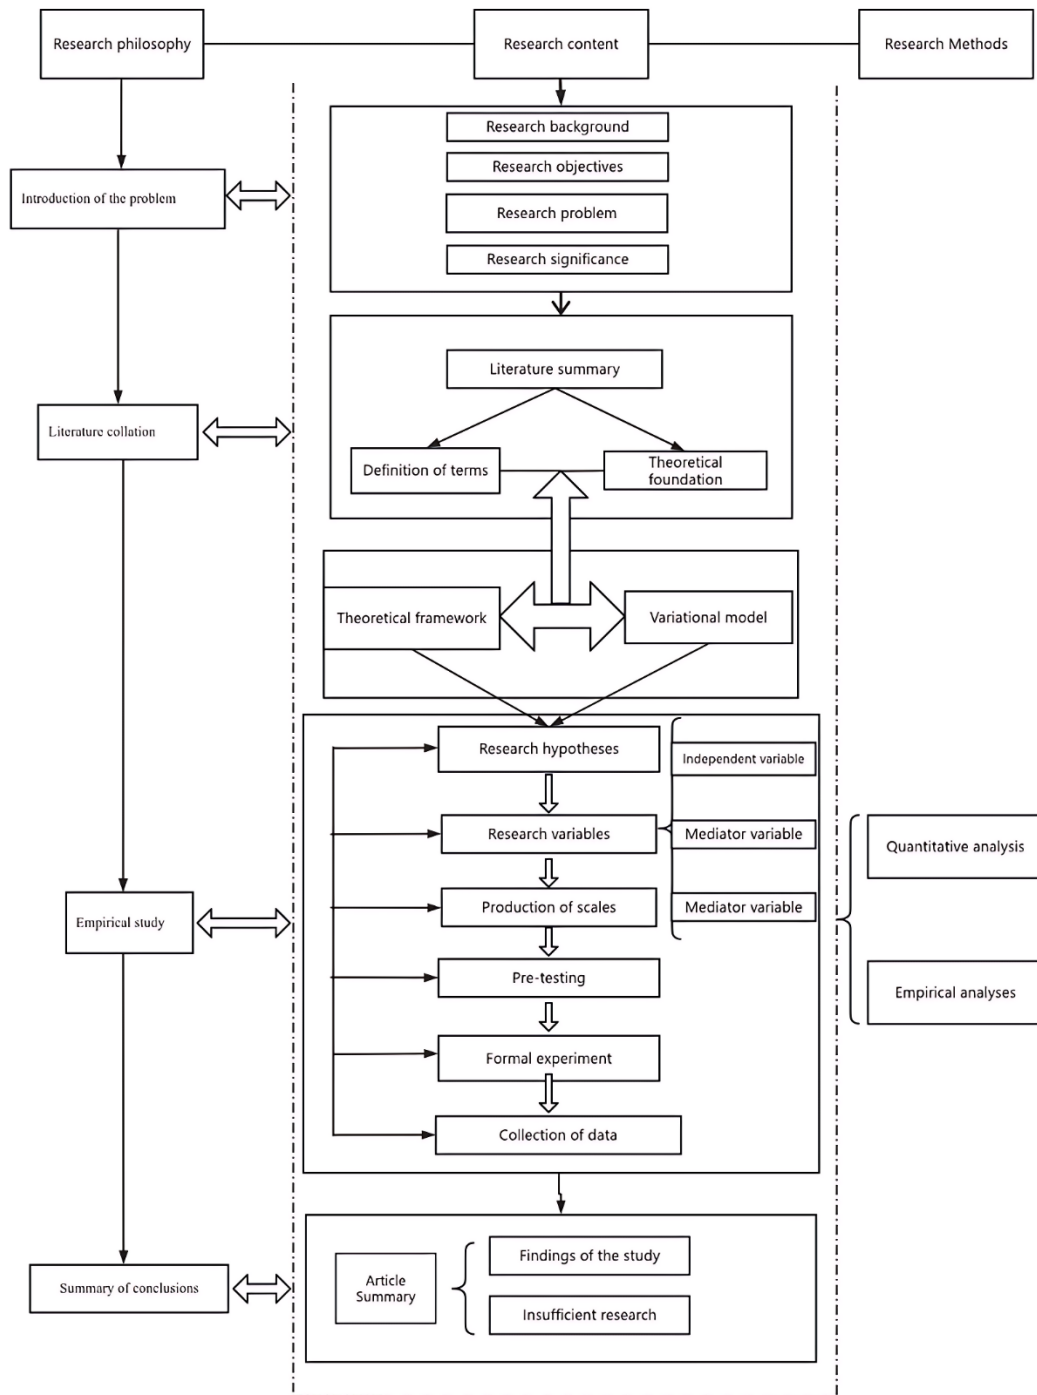 Research philosophy
Research content
Research Methods
Research background
Research objectives
Research problem
Research significance
Introduction of the problem
Literature summary
Definition of terms
Theoretical
foundation
Literature collation
Theoretical framework
Variational model
Research hypotheses
Independent variable
Research variables
Mediator variable
Production of scales
Mediator variable
Pre-testing
Formal experiment
Collection of data
Empirical study
Quantitative analysis
Empirical analyses
Summary of conclusions
Article
Summary
Findings of the study
Insufficient research